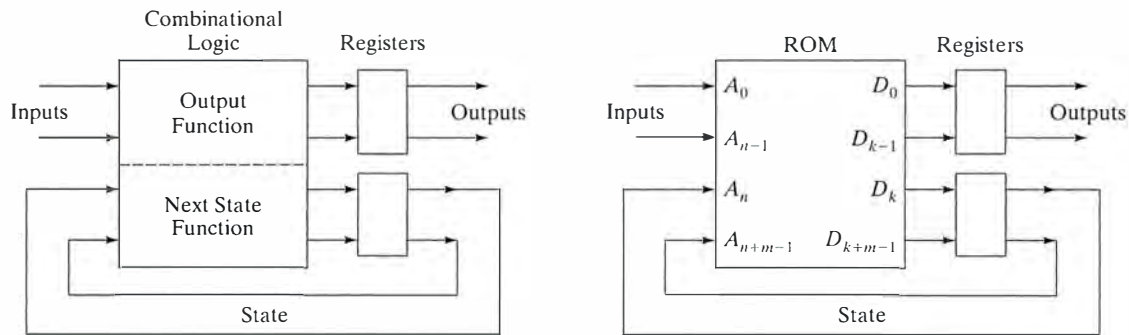 Combinational
Logic
Registers
Inputs
Output
Function
Outputs
Next State
Function
State
ROM
Registers
Inputs
A₀
D₀
Outputs
Aₙ₋₁
Dₖ₋₁
Aₙ
Dₖ
Aₙ₊ₘ₋₁
Dₖ₊ₘ₋₁
State